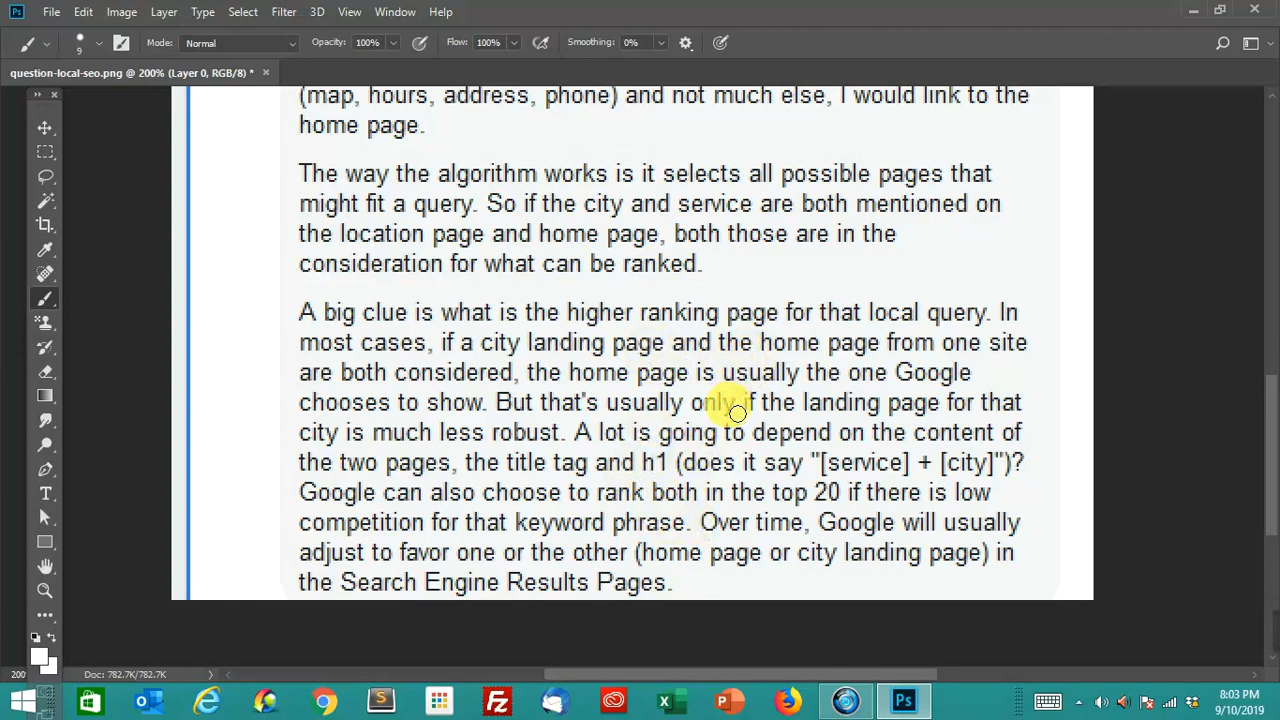 File Edit Image Layer Type Select Filter 3D View Window Help
9 Mode: Normal Opacity: 100% Flow: 100% Smoothing: 0%
question-local-seo.png @ 200% (Layer 0, RGB/8) *
(map, hours, address, phone) and not much else, I would link to the
home page.
The way the algorithm works is it selects all possible pages that
might fit a query. So if the city and service are both mentioned on
the location page and home page, both those are in the
consideration for what can be ranked.
A big clue is what is the higher ranking page for that local query. In
most cases, if a city landing page and the home page from one site
are both considered, the home page is usually the one Google
chooses to show. But that's usually only if the landing page for that
city is much less robust. A lot is going to depend on the content of
the two pages, the title tag and h1 (does it say "[service] + [city]")?
Google can also choose to rank both in the top 20 if there is low
competition for that keyword phrase. Over time, Google will usually
adjust to favor one or the other (home page or city landing page) in
the Search Engine Results Pages.
200 Doc: 782.7K/782.7K
8:03 PM
9/10/2019